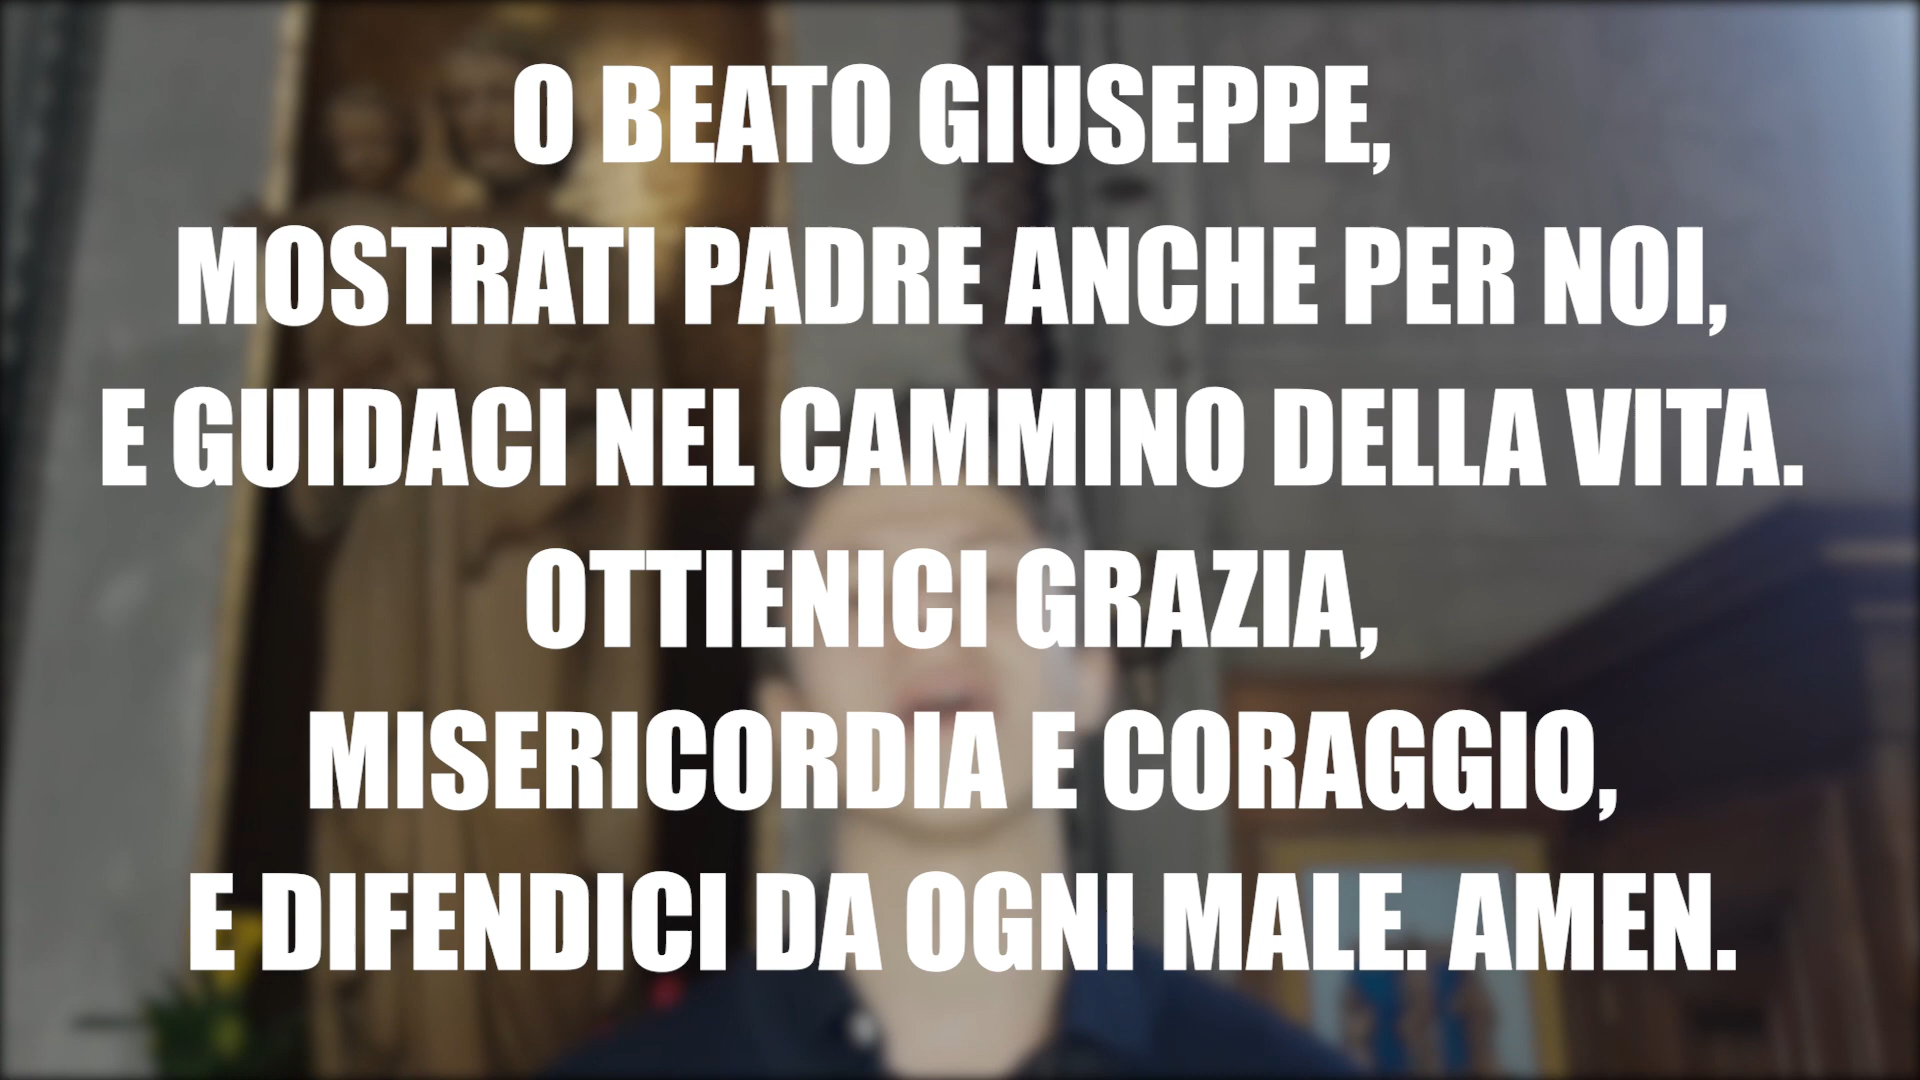 O BEATO GIUSEPPE,
MOSTRATI PADRE ANCHE PER NOI,
E GUIDACI NEL CAMMINO DELLA VITA.
OTTIENICI GRAZIA,
MISERICORDIA E CORAGGIO,
E DIFENDICI DA OGNI MALE. AMEN.